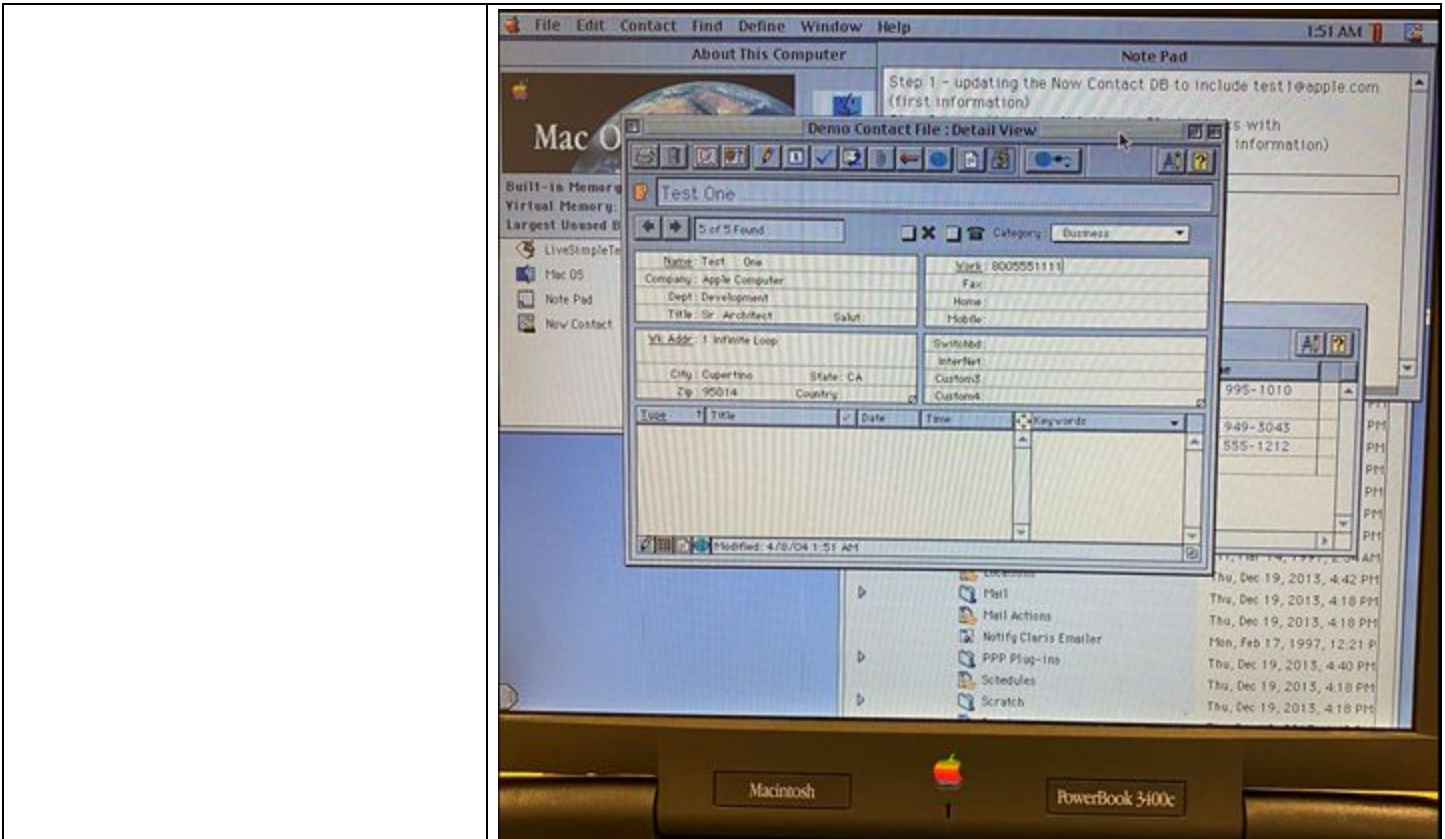 File Edit Contact Find Define Window Help 1:51 AM
About This Computer
Note Pad
Step 1 - updating the Now Contact DB to include test1@apple.com
(first information)
s with
information)
Mac O
Built-in Memory
Virtual Memory:
Largest Unused B
LiveSimpleTe
Mac OS
Note Pad
Now Contact
Demo Contact File : Detail View
Test One
5 of 5 Found
Category: Business
Name: Test One
Company: Apple Computer
Dept: Development
Title: Sr. Architect Salut:
Work: 8005551111
Fax:
Home:
Mobile:
Wk Addr: 1 Infinite Loop
City: Cupertino State: CA
Zip: 95014 Country:
Switchbd:
InterNet:
Custom3:
Custom4:
Type Title Date Time Keywords
Modified: 4/8/04 1:51 AM
995-1010
949-3043
555-1212
PM
PM
PM
PM
PM
PM
PM
Locations
Mail
Mail Actions
Notify Claris Emailer
PPP Plug-ins
Schedules
Scratch
Thu, Dec 19, 2013, 4:42 PM
Thu, Dec 19, 2013, 4:18 PM
Thu, Dec 19, 2013, 4:18 PM
Mon, Feb 17, 1997, 12:21 P
Thu, Dec 19, 2013, 4:40 PM
Thu, Dec 19, 2013, 4:18 PM
Thu, Dec 19, 2013, 4:18 PM
Macintosh
PowerBook 3400c